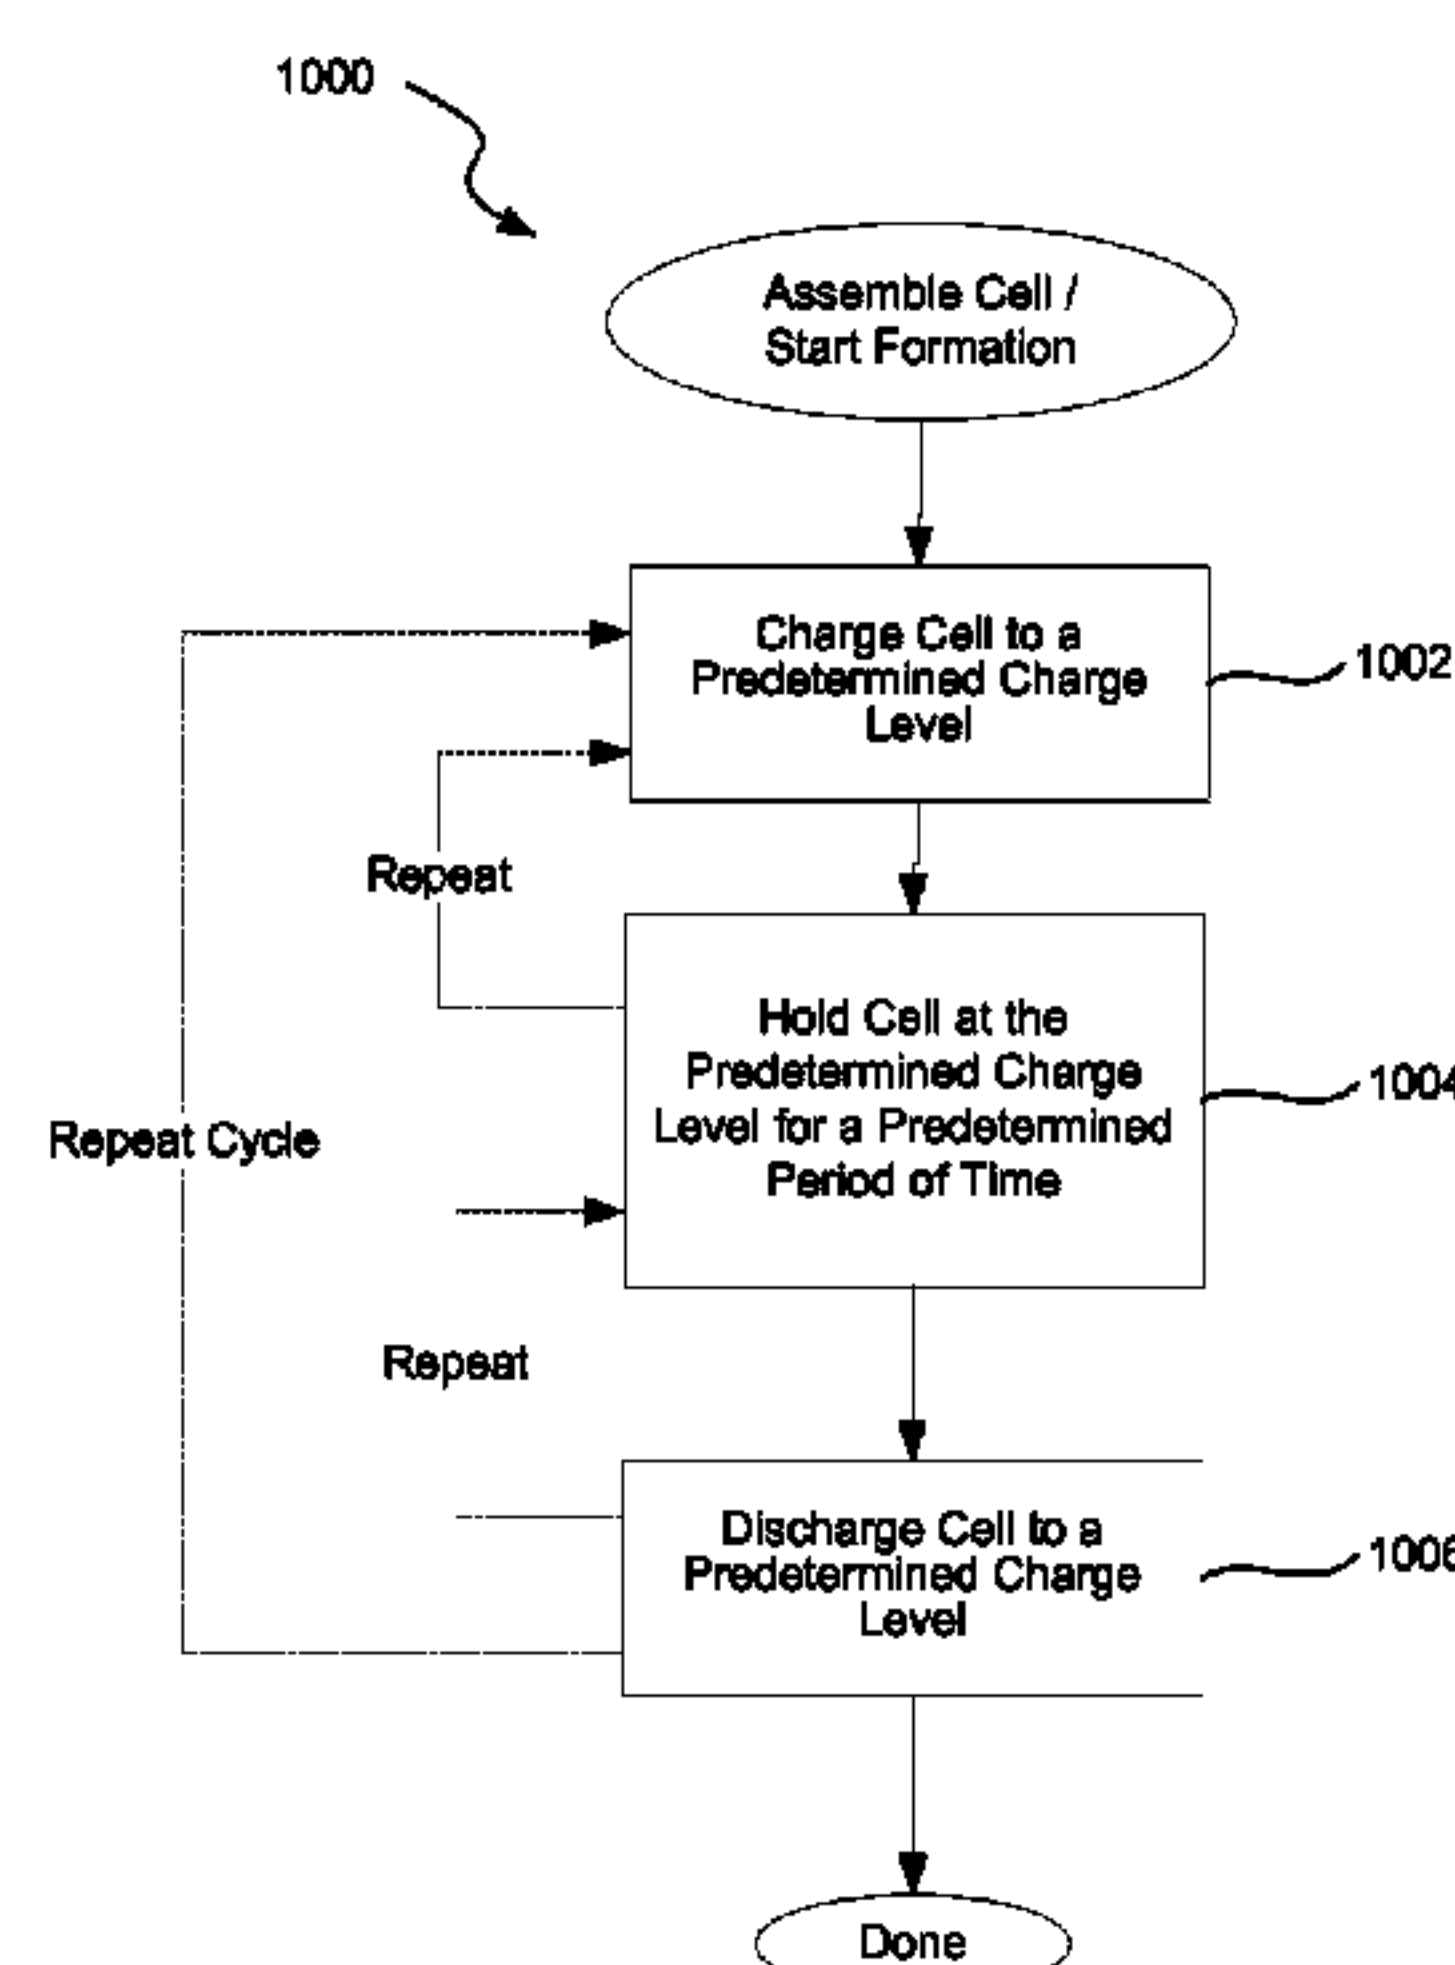 1000
Assemble Cell /
Start Formation
Charge Cell to a
Predetermined Charge
Level
1002
Repeat
Hold Cell at the
Predetermined Charge
Level for a Predetermined
Period of Time
1004
Repeat Cycle
Repeat
Discharge Cell to a
Predetermined Charge
Level
1006
Done